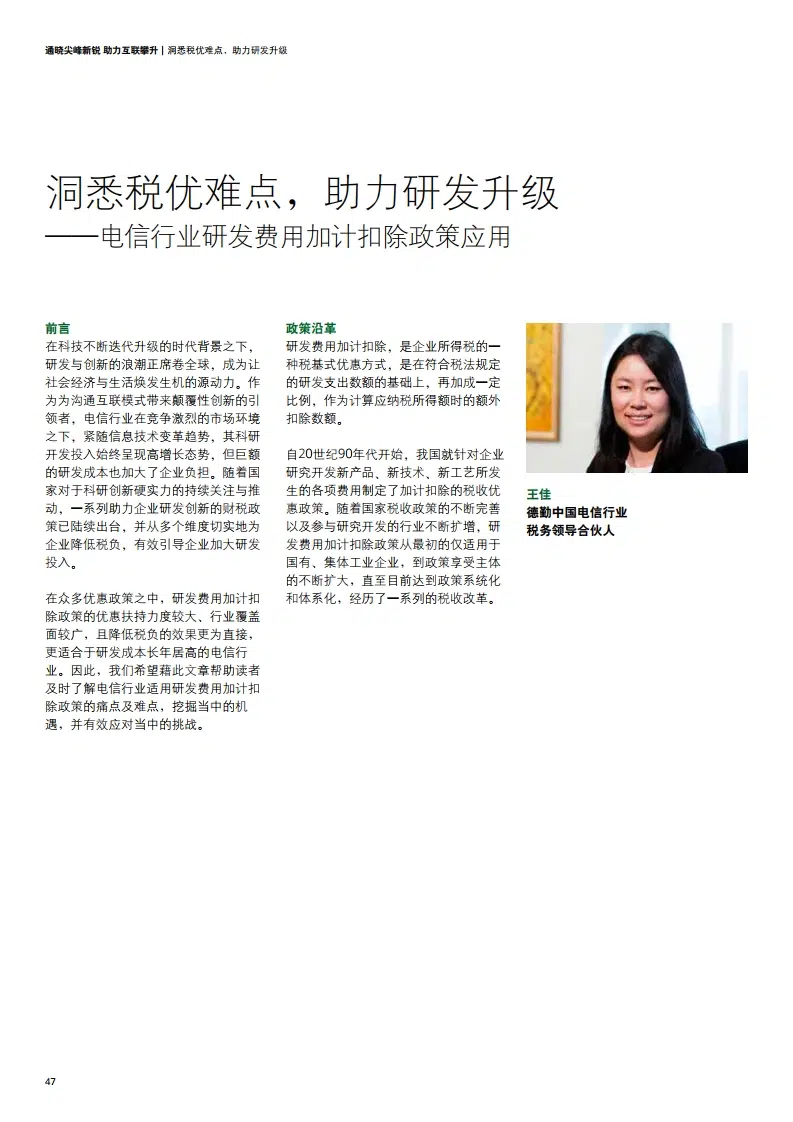 通晓尖峰新锐 助力互联攀升 | 洞悉税优难点，助力研发升级
洞悉税优难点，助力研发升级
——电信行业研发费用加计扣除政策应用
前言
在科技不断迭代升级的时代背景之下，
研发与创新的浪潮正席卷全球，成为让
社会经济与生活焕发生机的源动力。作
为为沟通互联模式带来颠覆性创新的引
领者，电信行业在竞争激烈的市场环境
之下，紧随信息技术变革趋势，其科研
开发投入始终呈现高增长态势，但巨额
的研发成本也加大了企业负担。随着国
家对于科研创新硬实力的持续关注与推
动，一系列助力企业研发创新的财税政
策已陆续出台，并从多个维度切实地为
企业降低税负，有效引导企业加大研发
投入。
在众多优惠政策之中，研发费用加计扣
除政策的优惠扶持力度较大、行业覆盖
面较广，且降低税负的效果更为直接，
更适合于研发成本长年居高的电信行
业。因此，我们希望藉此文章帮助读者
及时了解电信行业适用研发费用加计扣
除政策的痛点及难点，挖掘当中的机
遇，并有效应对当中的挑战。
政策沿革
研发费用加计扣除，是企业所得税的一
种税基式优惠方式，是在符合税法规定
的研发支出数额的基础上，再加成一定
比例，作为计算应纳税所得额时的额外
扣除数额。
自20世纪90年代开始，我国就针对企业
研究开发新产品、新技术、新工艺所发
生的各项费用制定了加计扣除的税收优
惠政策。随着国家税收政策的不断完善
以及参与研究开发的行业不断扩增，研
发费用加计扣除政策从最初的仅适用于
国有、集体工业企业，到政策享受主体
的不断扩大，直至目前达到政策系统化
和体系化，经历了一系列的税收改革。
王佳
德勤中国电信行业
税务领导合伙人
47